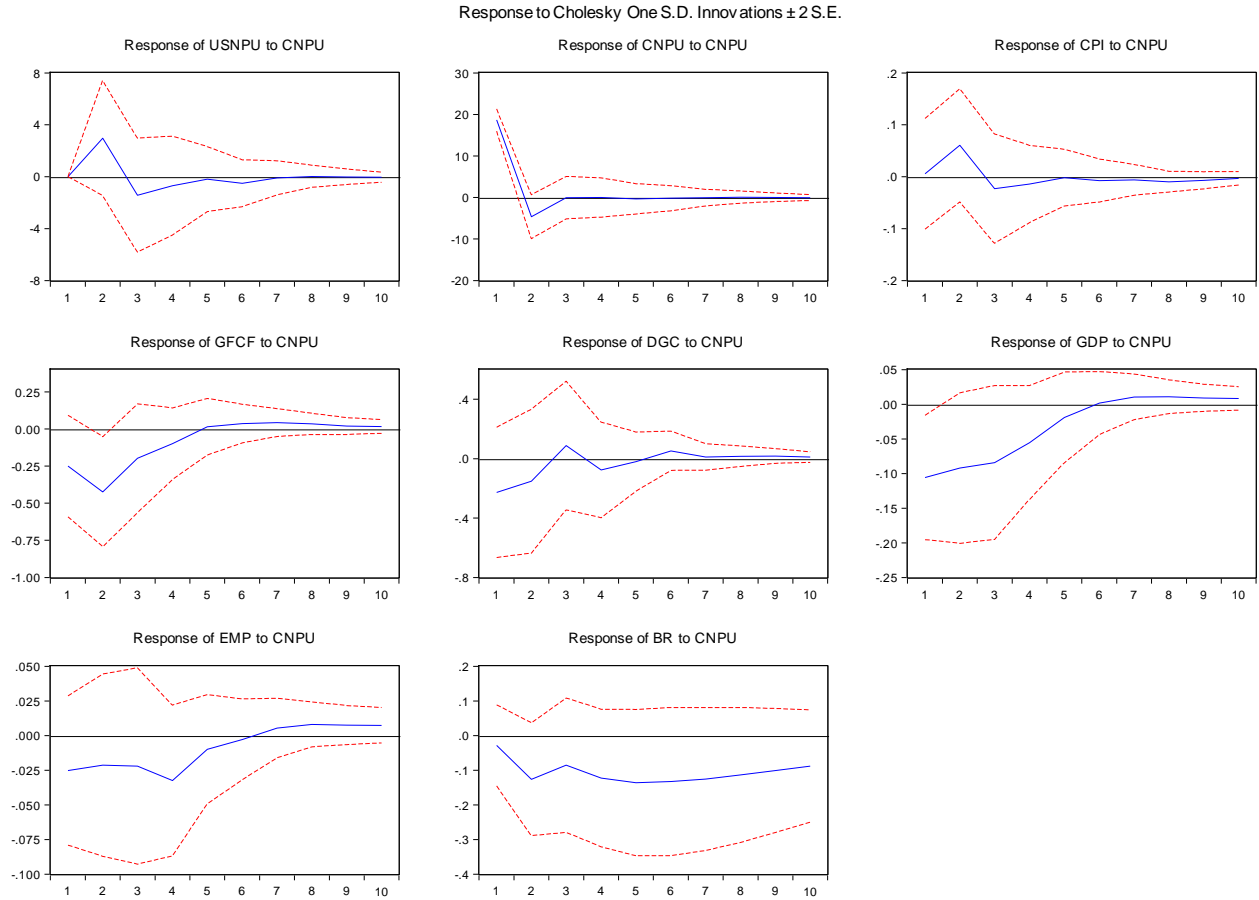 Response to Cholesky One S.D. Innovations ± 2 S.E.
Response of USNPU to CNPU
8
4
0
-4
-8
1 2 3 4 5 6 7 8 9 10
Response of CNPU to CNPU
30
20
10
0
-10
-20
1 2 3 4 5 6 7 8 9 10
Response of CPI to CNPU
.2
.1
.0
-.1
-.2
1 2 3 4 5 6 7 8 9 10
Response of GFCF to CNPU
0.25
0.00
-0.25
-0.50
-0.75
-1.00
1 2 3 4 5 6 7 8 9 10
Response of DGC to CNPU
.4
.0
-.4
-.8
1 2 3 4 5 6 7 8 9 10
Response of GDP to CNPU
.05
.00
-.05
-.10
-.15
-.20
-.25
1 2 3 4 5 6 7 8 9 10
Response of EMP to CNPU
.050
.025
.000
-.025
-.050
-.075
-.100
1 2 3 4 5 6 7 8 9 10
Response of BR to CNPU
.2
.1
.0
-.1
-.2
-.3
-.4
1 2 3 4 5 6 7 8 9 10